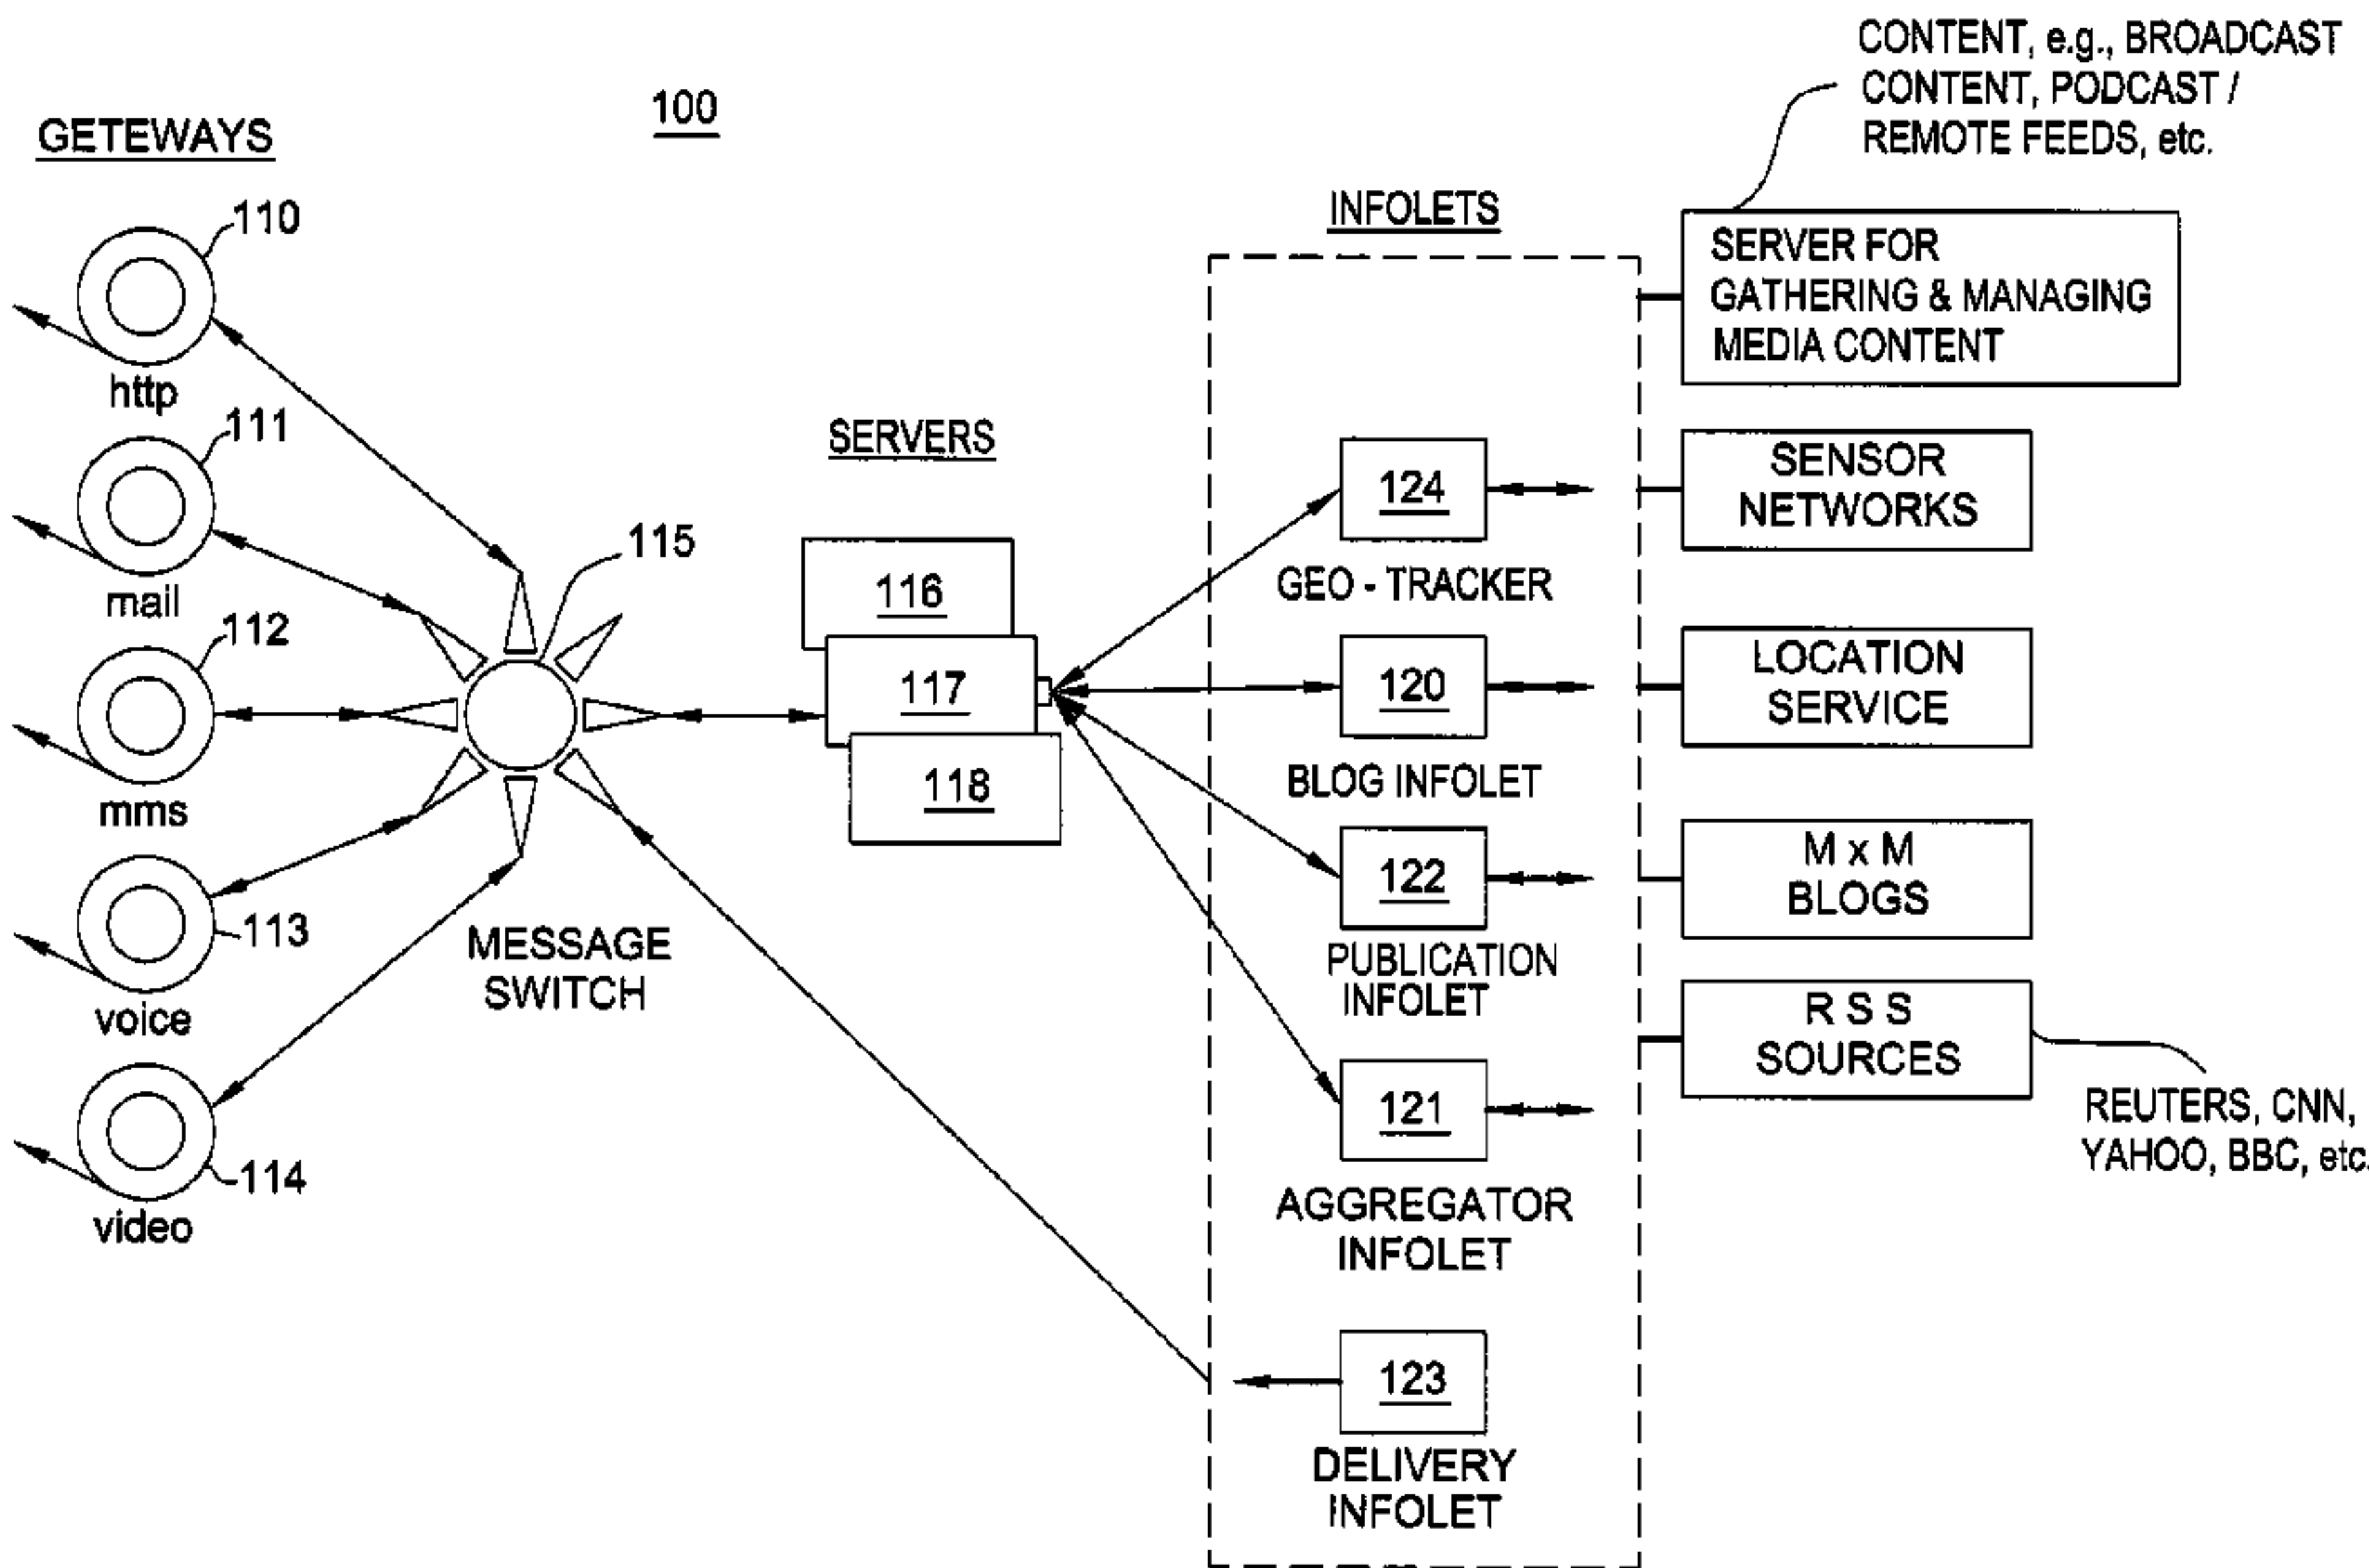 CONTENT, e.g., BROADCAST
CONTENT, PODCAST /
REMOTE FEEDS, etc.
100
GETEWAYS
INFOLETS
110
http
111
mail
112
mms
113
voice
114
video
115
MESSAGE
SWITCH
SERVERS
116
117
118
124
GEO - TRACKER
120
BLOG INFOLET
122
PUBLICATION
INFOLET
121
AGGREGATOR
INFOLET
123
DELIVERY
INFOLET
SERVER FOR
GATHERING & MANAGING
MEDIA CONTENT
SENSOR
NETWORKS
LOCATION
SERVICE
M x M
BLOGS
R S S
SOURCES
REUTERS, CNN,
YAHOO, BBC, etc.